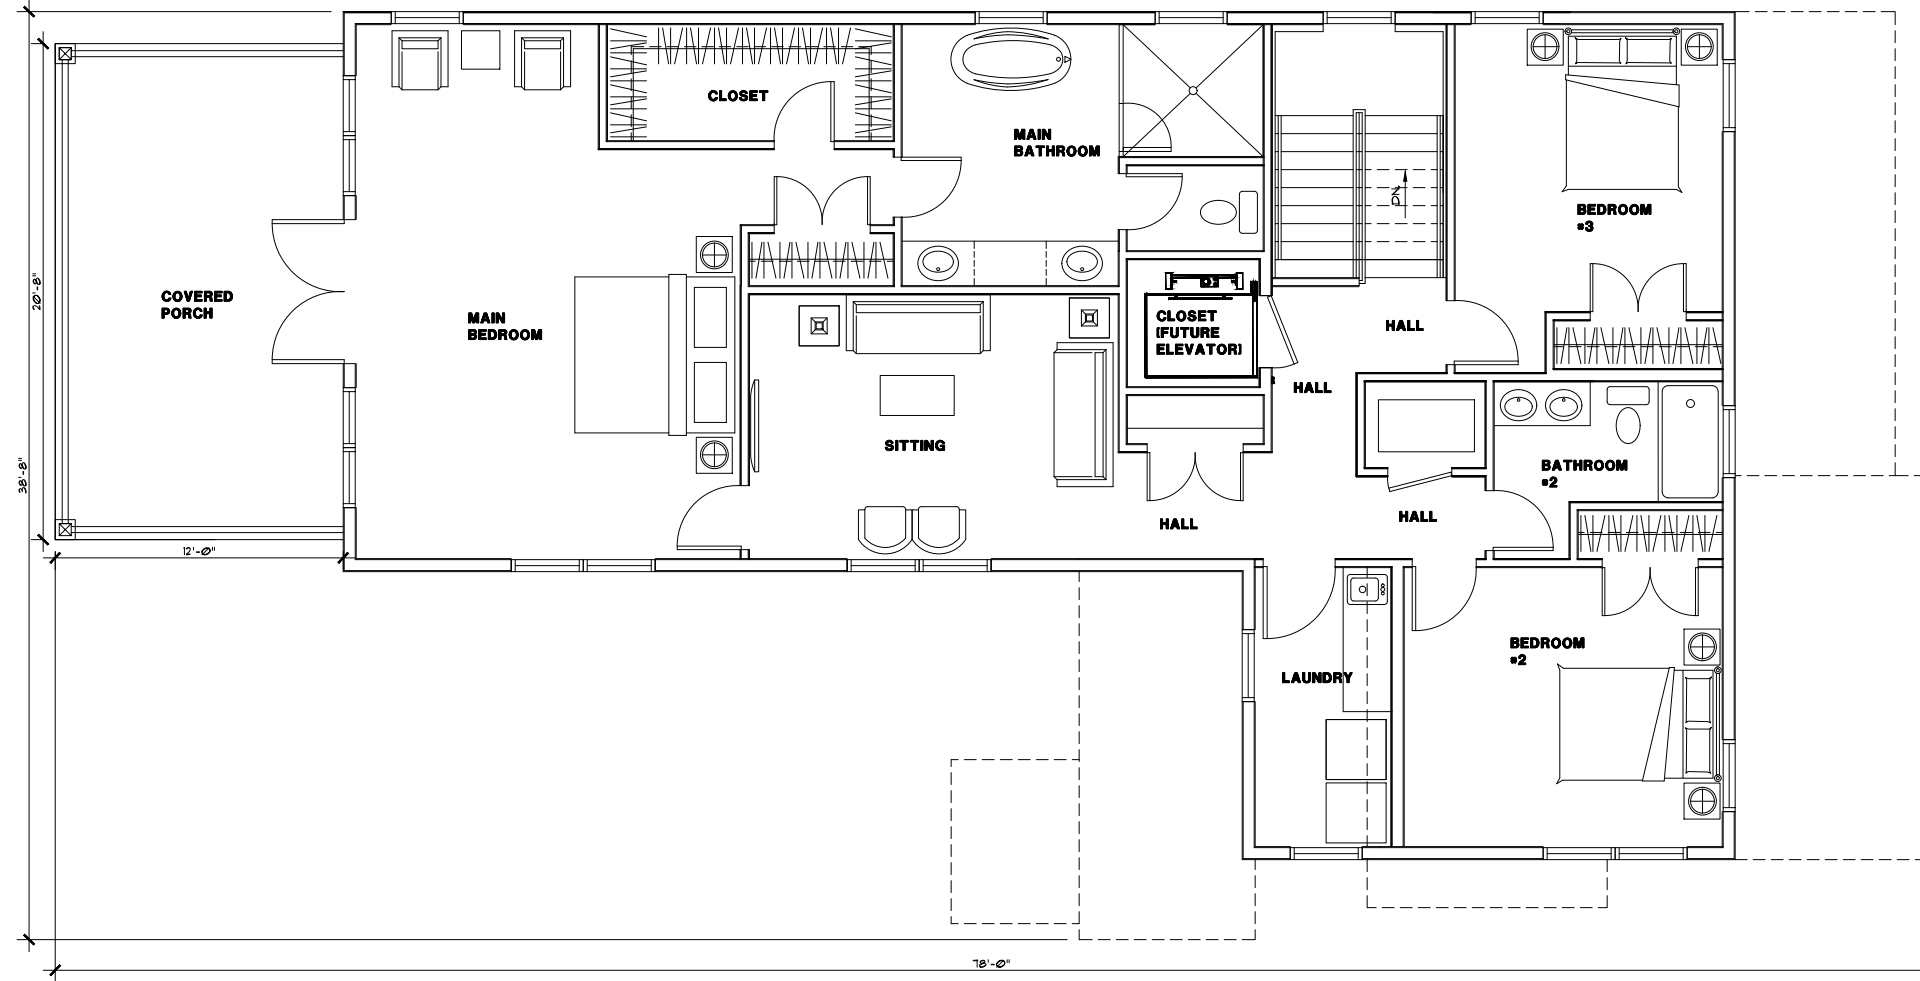 CLOSET
MAIN
BATHROOM
DN.
BEDROOM
#3
20'-8"
COVERED
PORCH
MAIN
BEDROOM
CLOSET
(FUTURE
ELEVATOR)
HALL
HALL
SITTING
BATHROOM
#2
38'-8"
HALL
HALL
12'-0"
BEDROOM
#2
LAUNDRY
78'-0"